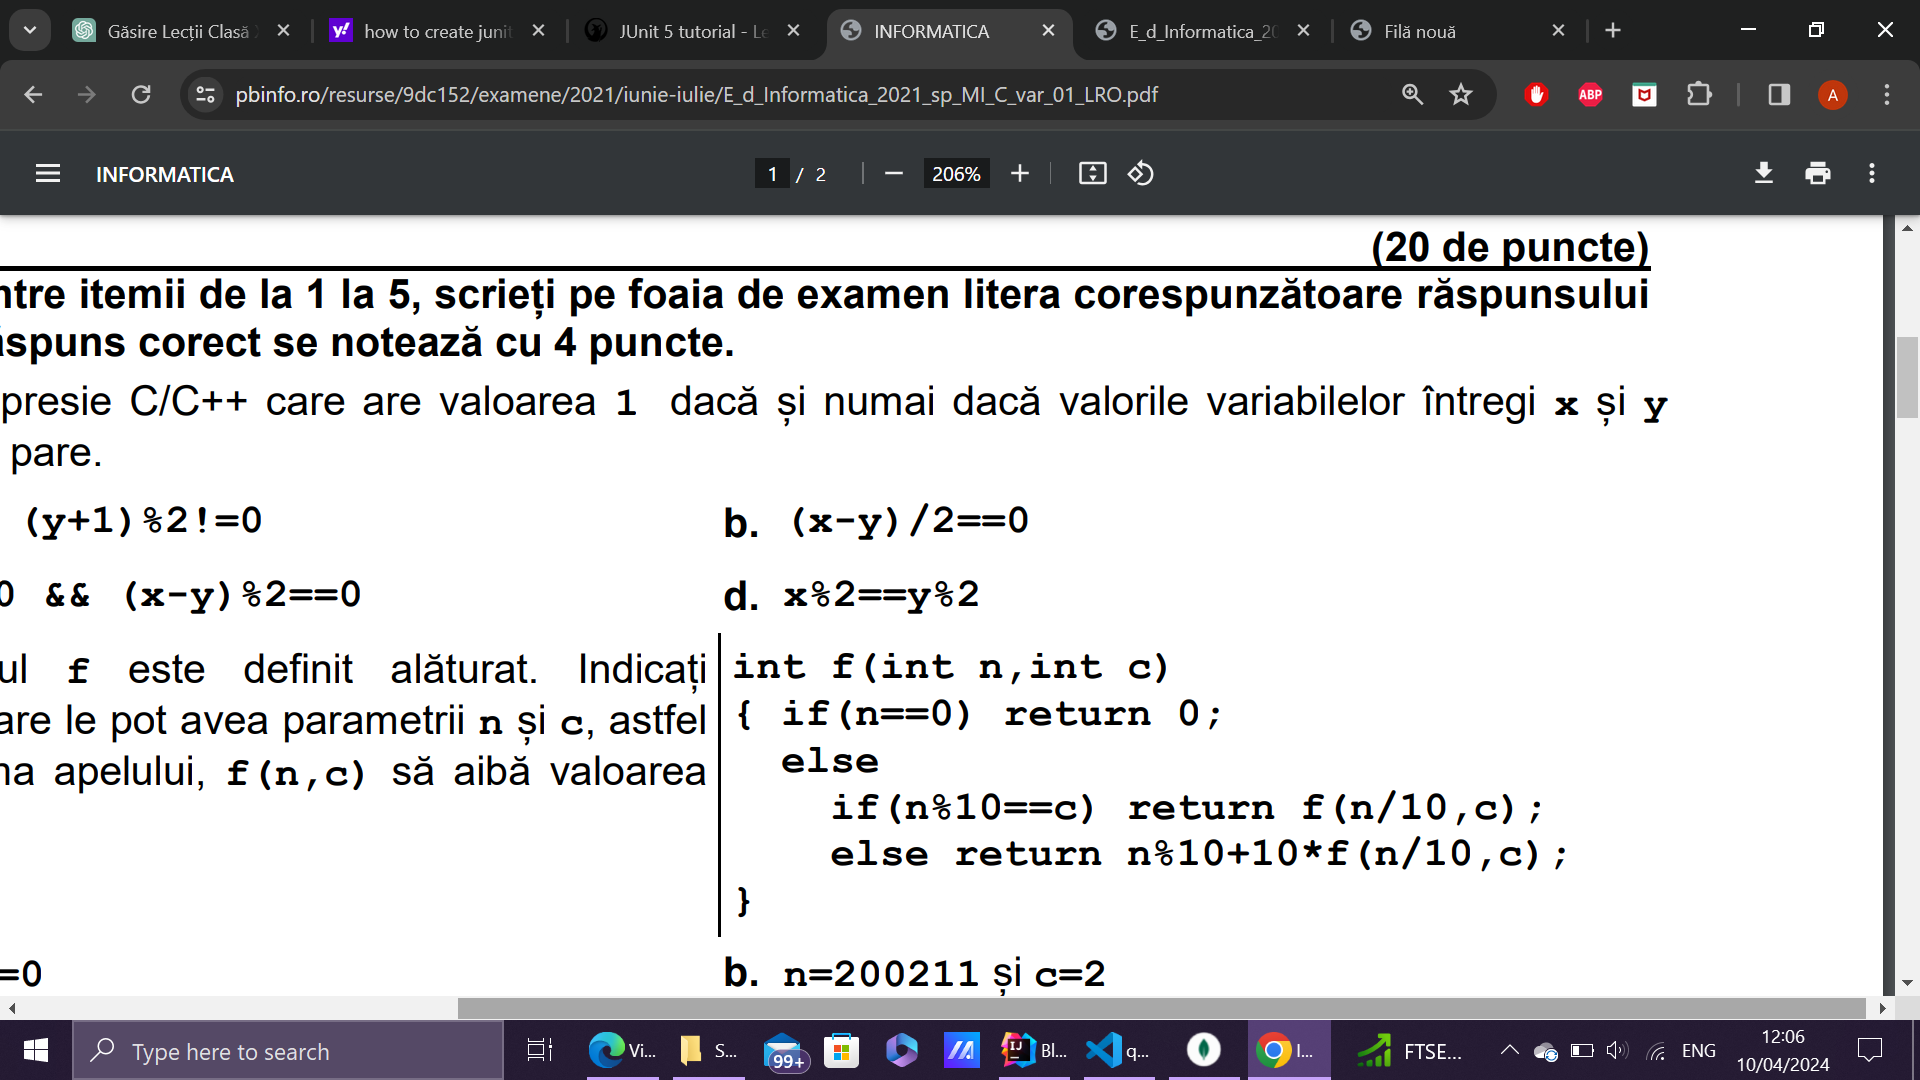 Găsire Lecții Clasă
how to create junit
JUnit 5 tutorial - Le
INFORMATICA
E_d_Informatica_20
Filă nouă
pbinfo.ro/resurse/9dc152/examene/2021/iunie-iulie/E_d_Informatica_2021_sp_MI_C_var_01_LRO.pdf
ABP
A
INFORMATICA
1 / 2
206%
(20 de puncte)
ntre itemii de la 1 la 5, scrieți pe foaia de examen litera corespunzătoare răspunsului
ăspuns corect se notează cu 4 puncte.
presie C/C++ care are valoarea 1 dacă și numai dacă valorile variabilelor întregi x și y
pare.
(y+1)%2!=0
b. (x-y)/2==0
0 && (x-y)%2==0
d. x%2==y%2
ul f este definit alăturat. Indicați
are le pot avea parametrii n și c, astfel
na apelului, f(n,c) să aibă valoarea
int f(int n,int c)
{ if(n==0) return 0;
else
if(n%10==c) return f(n/10,c);
else return n%10+10*f(n/10,c);
}
=0
b. n=200211 și c=2
Type here to search
Vi...
S...
99+
Bl...
q...
I...
FTSE...
ENG
12:06
10/04/2024